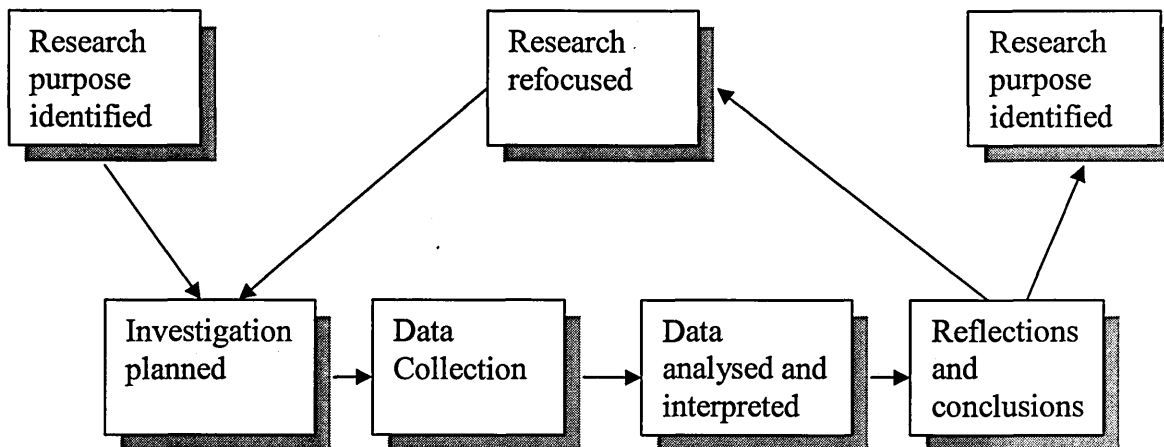 Research
purpose
identified
Research
refocused
Research
purpose
identified
Investigation
planned
Data
Collection
Data
analysed and
interpreted
Reflections
and
conclusions